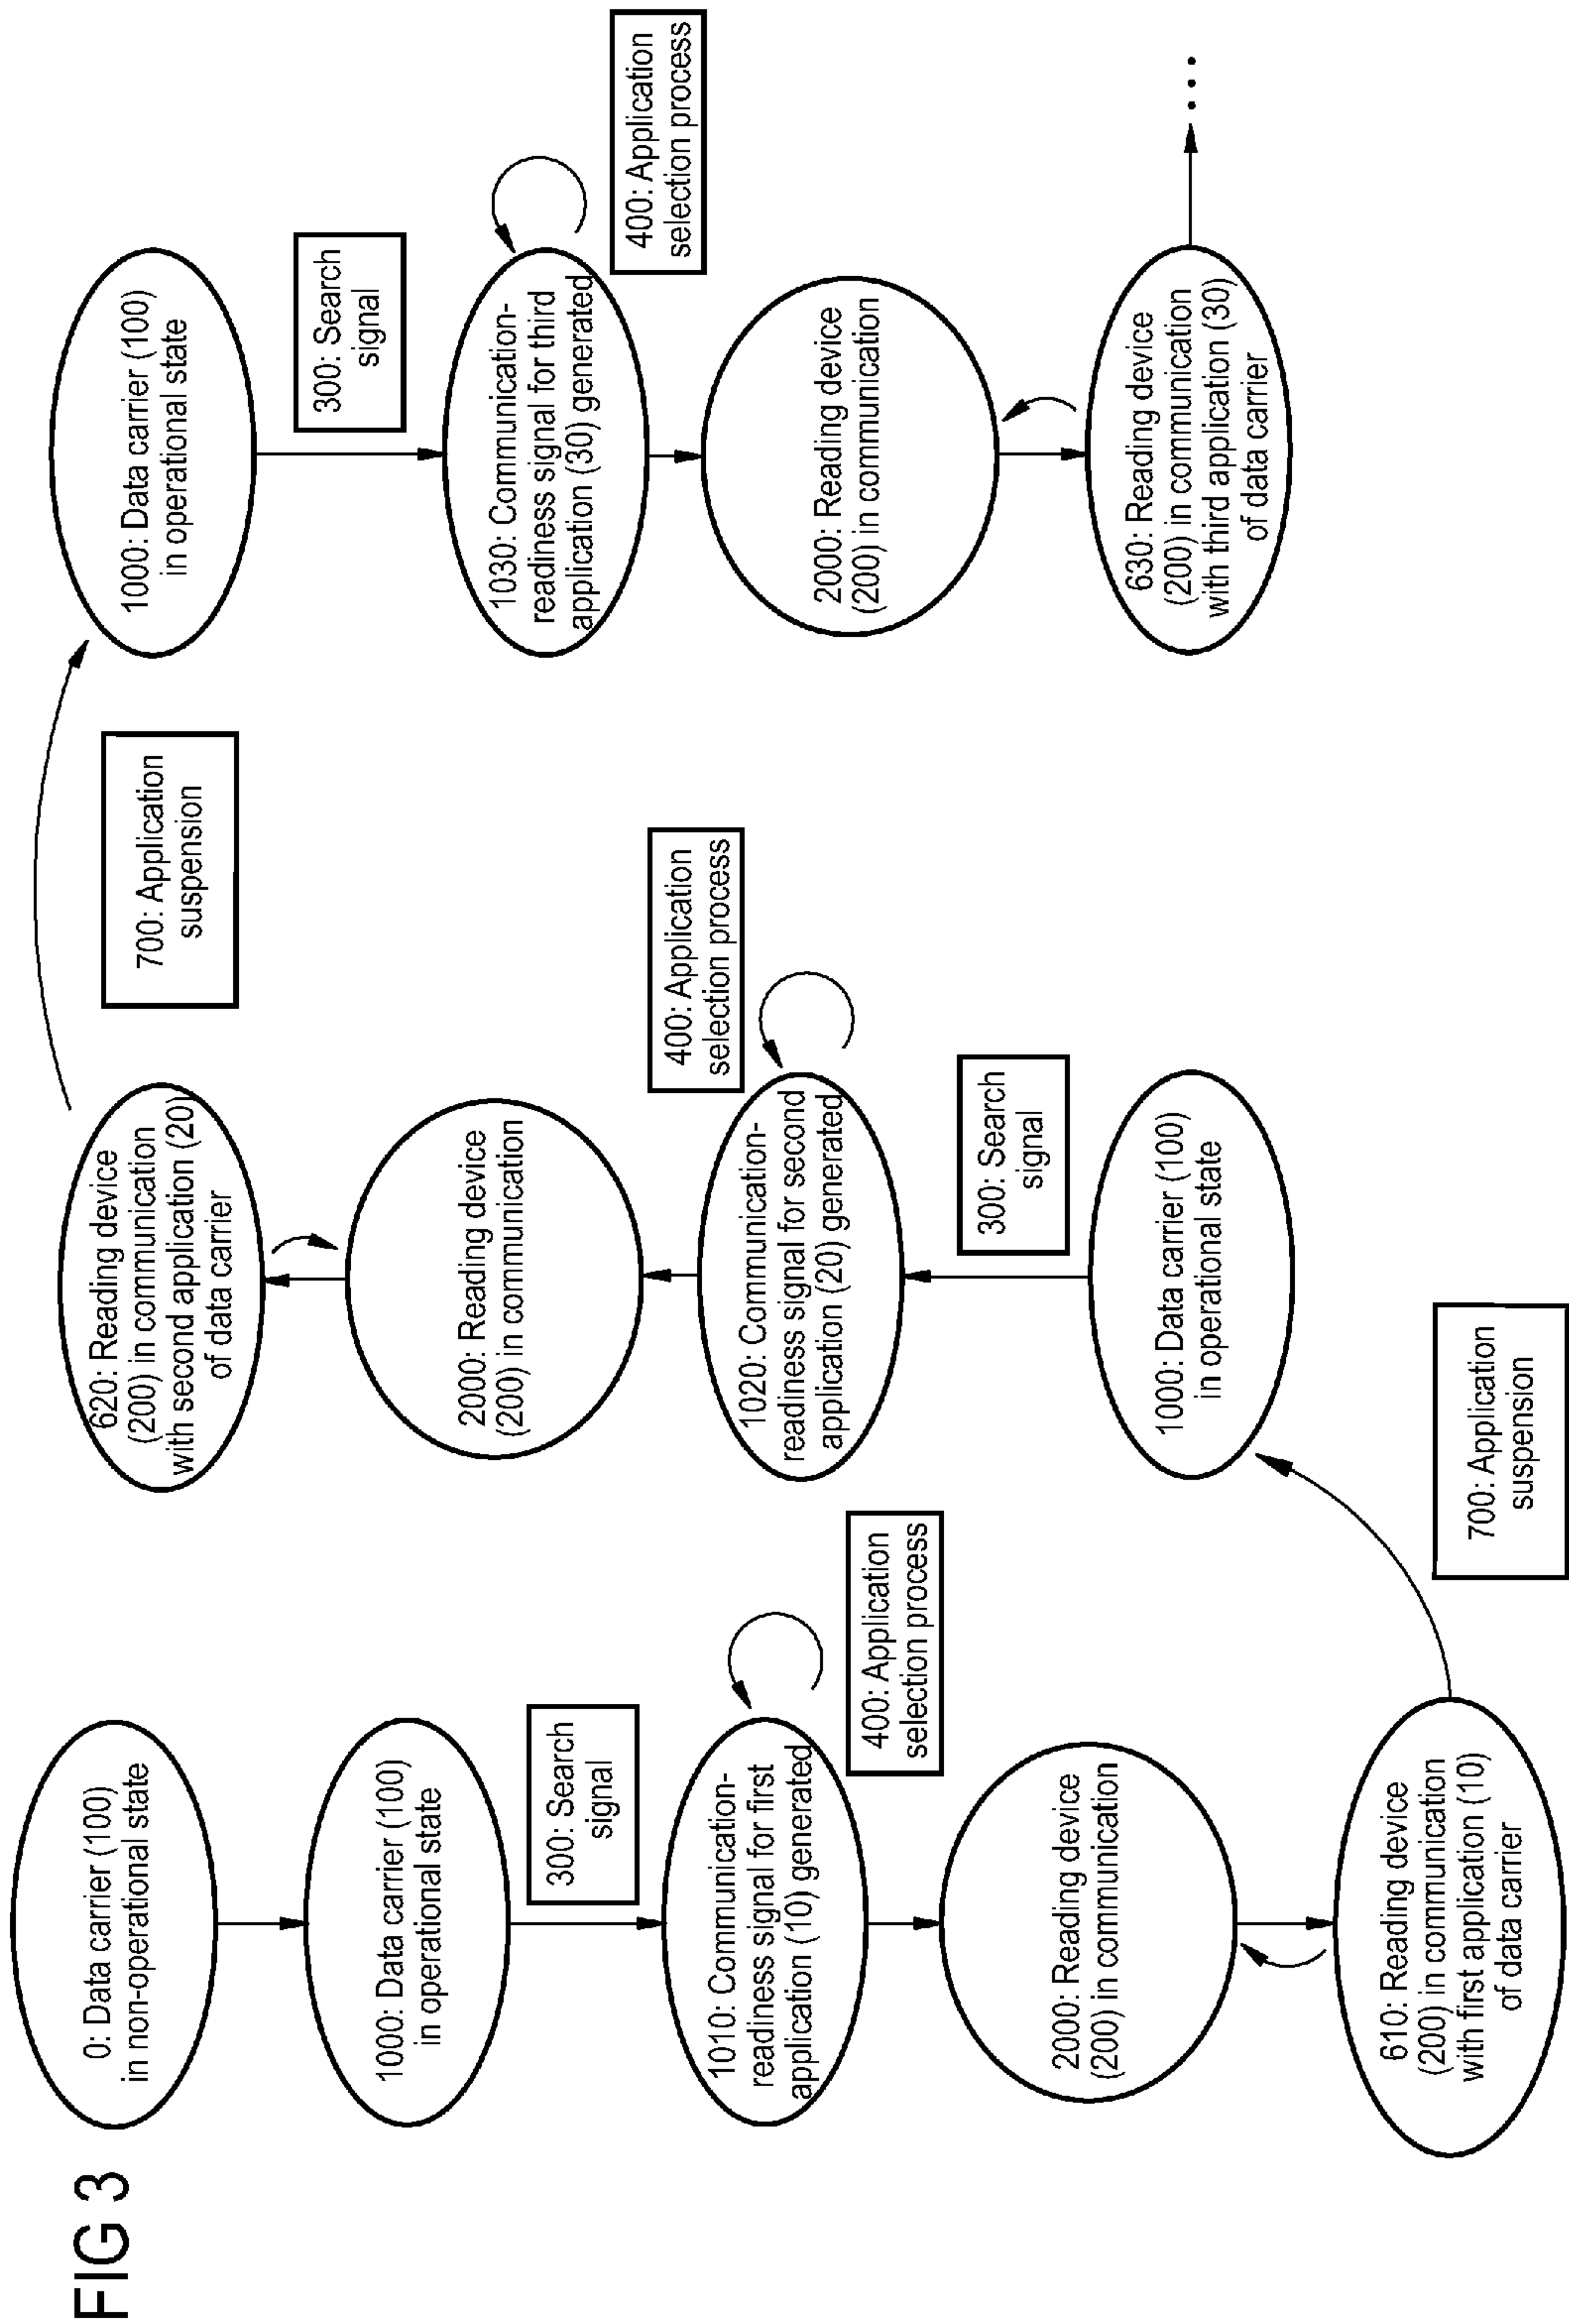 FIG 3
0: Data carrier (100)
in non-operational state
1000: Data carrier (100)
in operational state
300: Search
signal
1010: Communication-
readiness signal for first
application (10) generated
400: Application
selection process
2000: Reading device
(200) in communication
610: Reading device
(200) in communication
with first application (10)
of data carrier
700: Application
suspension
1000: Data carrier (100)
in operational state
300: Search
signal
1020: Communication-
readiness signal for second
application (20) generated
400: Application
selection process
2000: Reading device
(200) in communication
620: Reading device
(200) in communication
with second application (20)
of data carrier
700: Application
suspension
1000: Data carrier (100)
in operational state
300: Search
signal
1030: Communication-
readiness signal for third
application (30) generated
400: Application
selection process
2000: Reading device
(200) in communication
630: Reading device
(200) in communication
with third application (30)
of data carrier
...